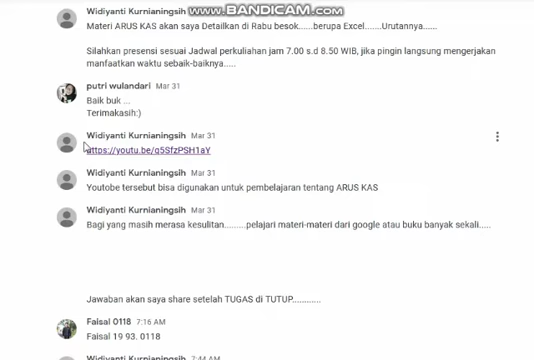 www.BANDICAM.com
Widiyanti Kurnianingsih Mar 31
Materi ARUS KAS akan saya Detailkan di Rabu besok......berupa Excel.......Urutannya......
Silahkan presensi sesuai Jadwal perkuliahan jam 7.00 s.d 8.50 WIB, jika pingin langsung mengerjakan
manfaatkan waktu sebaik-baiknya.....
putri wulandari Mar 31
Baik buk ...
Terimakasih:)
Widiyanti Kurnianingsih Mar 31
https://youtu.be/q5SfzPSH1aY
Widiyanti Kurnianingsih Mar 31
Youtobe tersebut bisa digunakan untuk pembelajaran tentang ARUS KAS
Widiyanti Kurnianingsih Mar 31
Bagi yang masih merasa kesulitan.........pelajari materi-materi dari google atau buku banyak sekali.....
Jawaban akan saya share setelah TUGAS di TUTUP............
Faisal 0118 7:16 AM
Faisal 19 93. 0118
Widiyanti Kurnianingsih 7:44 AM